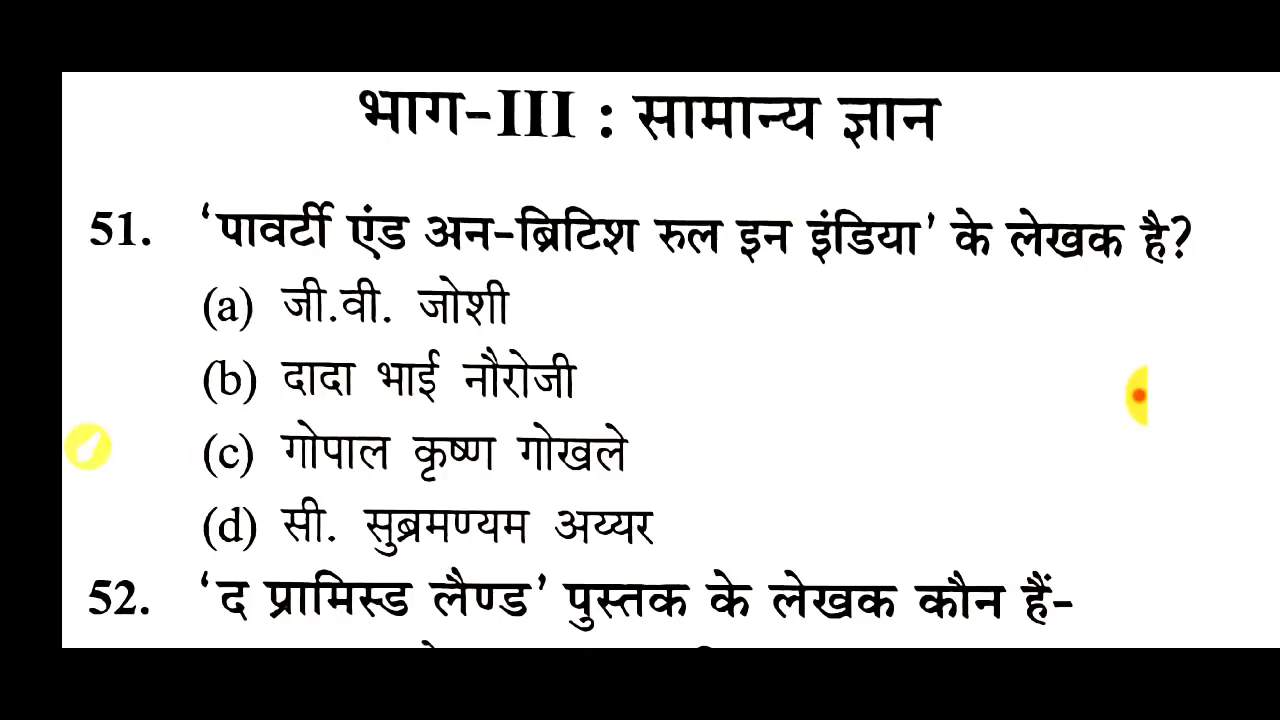 भाग-III : सामान्य ज्ञान
51. 'पावर्टी एंड अन-ब्रिटिश रुल इन इंडिया' के लेखक है?
(a) जी.वी. जोशी
(b) दादा भाई नौरोजी
(c) गोपाल कृष्ण गोखले
(d) सी. सुब्रमण्यम अय्यर
52. 'द प्रामिस्ड लैण्ड' पुस्तक के लेखक कौन हैं-